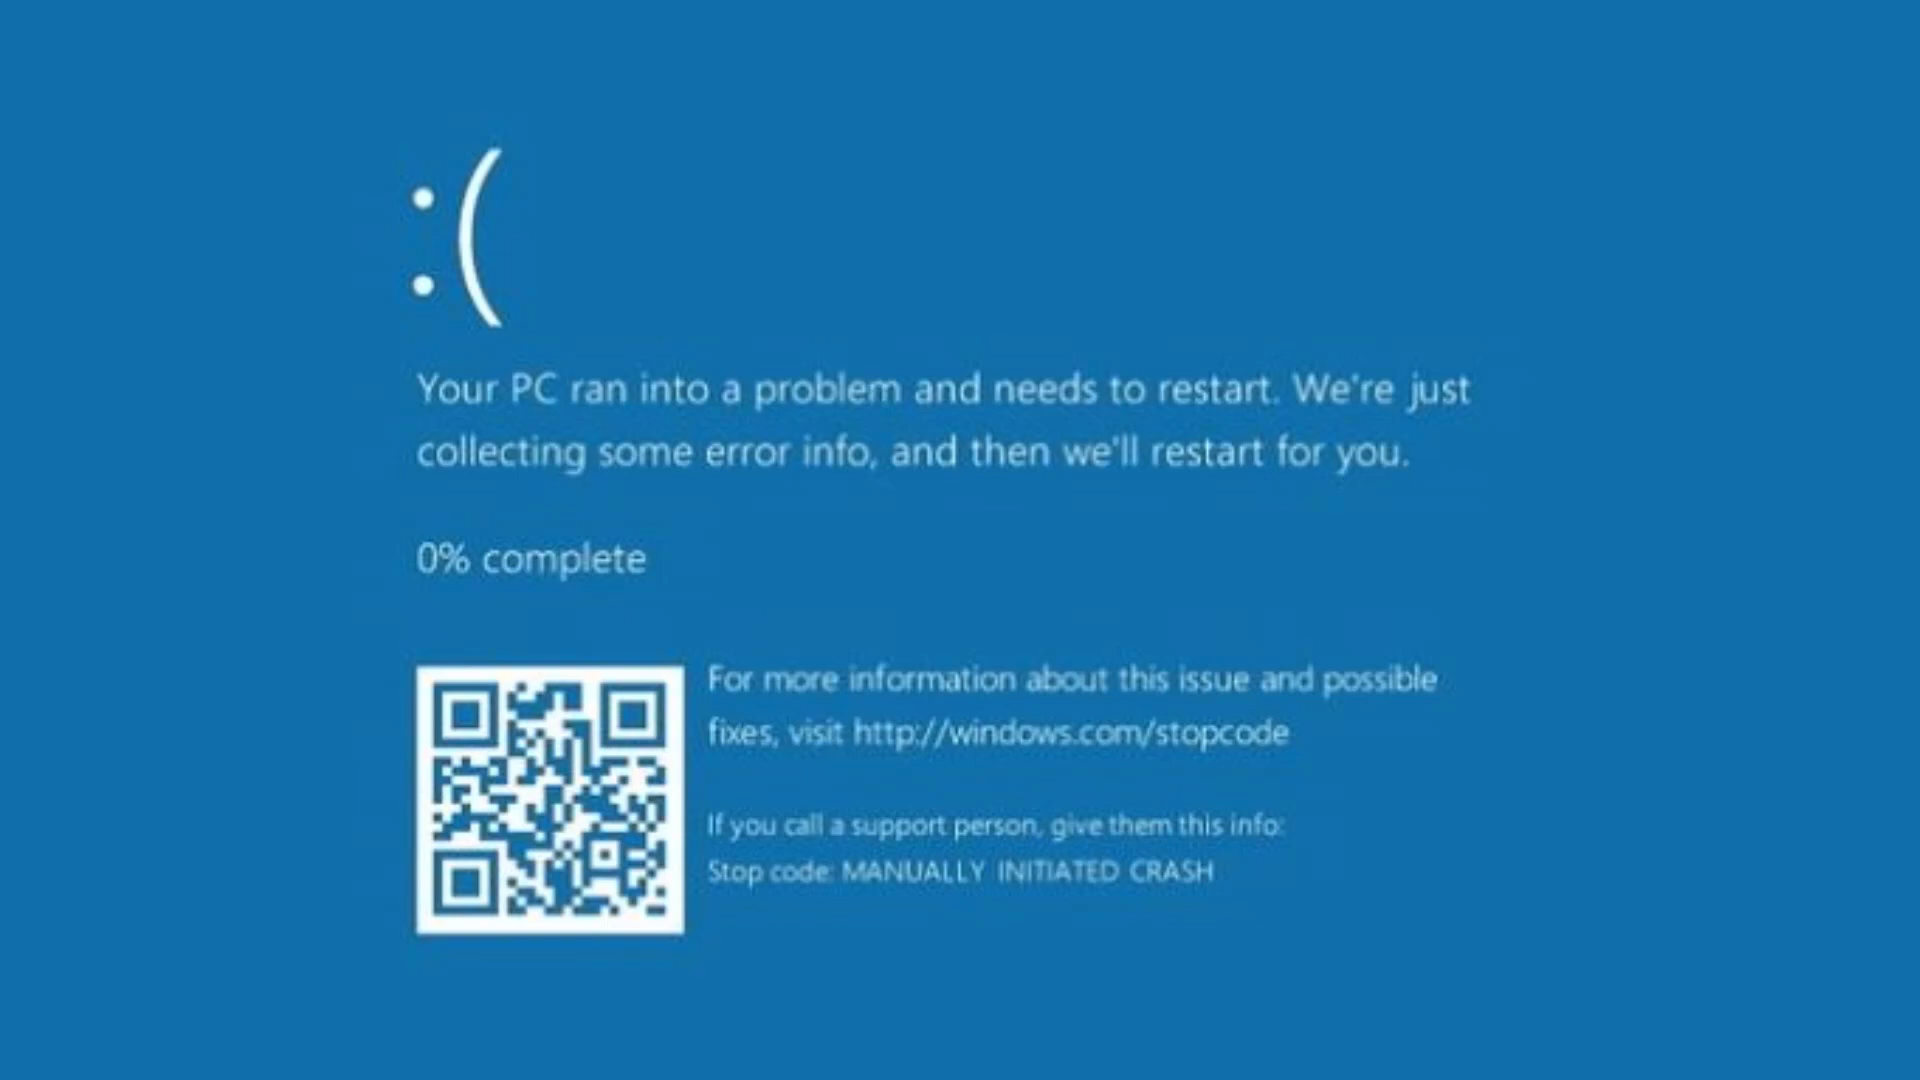 :(
Your PC ran into a problem and needs to restart. We're just
collecting some error info, and then we'll restart for you.
0% complete
For more information about this issue and possible
fixes, visit http://windows.com/stopcode
If you call a support person, give them this info:
Stop code: MANUALLY INITIATED CRASH